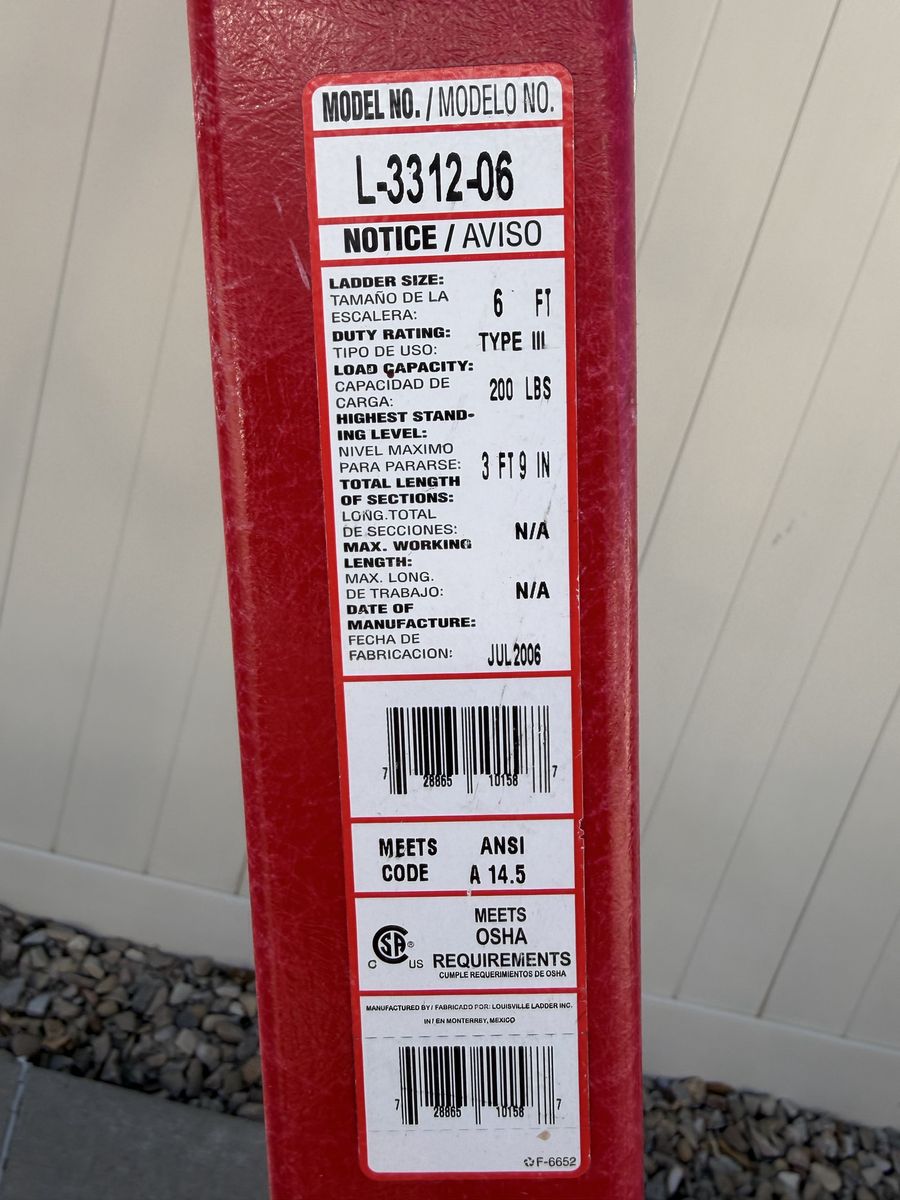 MODEL NO. / MODELO NO.
L-3312-06
NOTICE / AVISO
LADDER SIZE:
TAMAÑO DE LA
ESCALERA: 6 FT
DUTY RATING:
TIPO DE USO: TYPE III
LOAD CAPACITY:
CAPACIDAD DE
CARGA: 200 LBS
HIGHEST STAND-
ING LEVEL:
NIVEL MAXIMO
PARA PARARSE: 3 FT 9 IN
TOTAL LENGTH
OF SECTIONS:
LONG.TOTAL
DE SECCIONES: N/A
MAX. WORKING
LENGTH:
MAX. LONG.
DE TRABAJO: N/A
DATE OF
MANUFACTURE:
FECHA DE
FABRICACION: JUL2006
7 28865 10158 7
MEETS ANSI
CODE A 14.5
MEETS
OSHA
C SA ® US REQUIREMENTS
CUMPLE REQUERIMIENTOS DE OSHA
MANUFACTURED BY / FABRICADO POR: LOUISVILLE LADDER INC.
IN / EN MONTERREY, MEXICO
7 28865 10158 7
F-6652